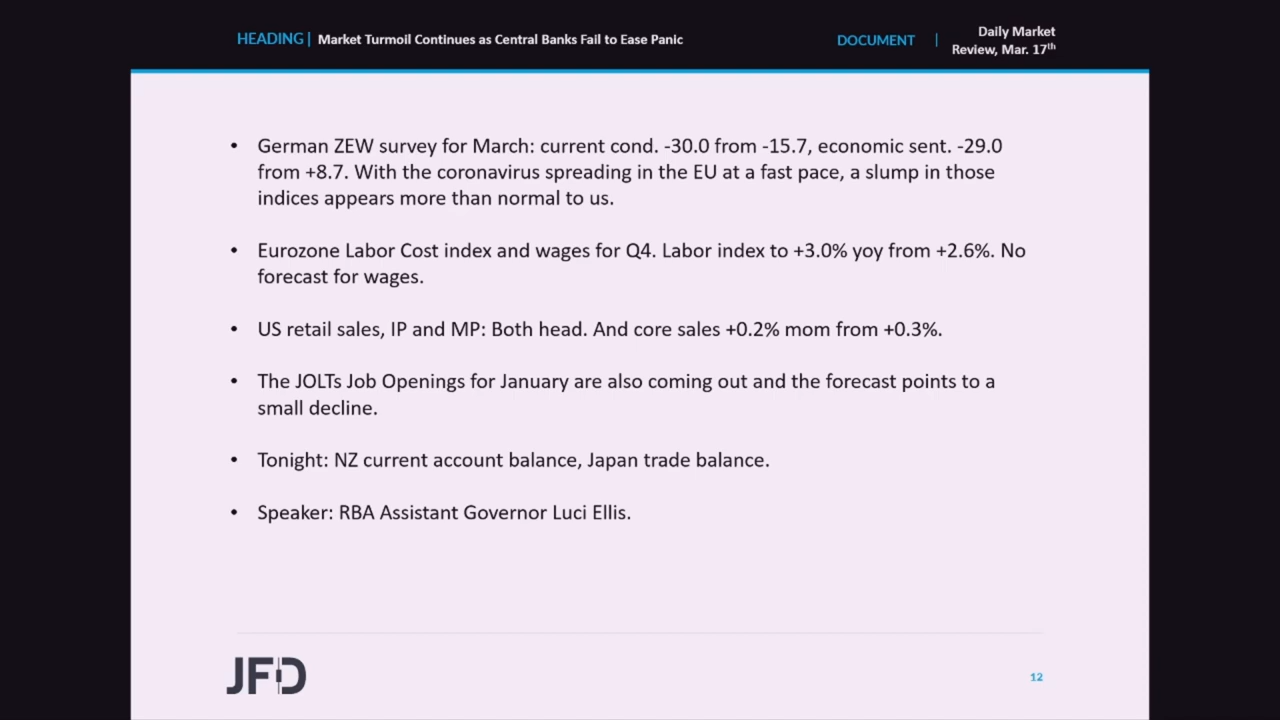 HEADING | Market Turmoil Continues as Central Banks Fail to Ease Panic
DOCUMENT | Daily Market
Review, Mar. 17th
• German ZEW survey for March: current cond. -30.0 from -15.7, economic sent. -29.0
from +8.7. With the coronavirus spreading in the EU at a fast pace, a slump in those
indices appears more than normal to us.
• Eurozone Labor Cost index and wages for Q4. Labor index to +3.0% yoy from +2.6%. No
forecast for wages.
• US retail sales, IP and MP: Both head. And core sales +0.2% mom from +0.3%.
• The JOLTs Job Openings for January are also coming out and the forecast points to a
small decline.
• Tonight: NZ current account balance, Japan trade balance.
• Speaker: RBA Assistant Governor Luci Ellis.
JFD
12